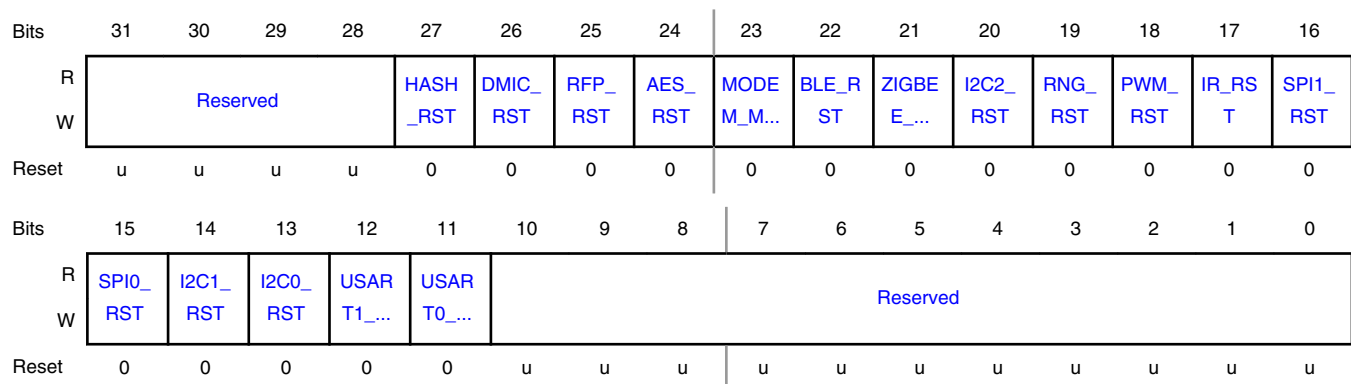 Bits 31 30 29 28 27 26 25 24 23 22 21 20 19 18 17 16
R
W
Reserved
HASH
_RST
DMIC_
RST
RFP_
RST
AES_
RST
MODE
M_M...
BLE_R
ST
ZIGBE
E_...
I2C2_
RST
RNG_
RST
PWM_
RST
IR_RS
T
SPI1_
RST
Reset u u u u 0 0 0 0 0 0 0 0 0 0 0 0
Bits 15 14 13 12 11 10 9 8 7 6 5 4 3 2 1 0
R
W
SPI0_
RST
I2C1_
RST
I2C0_
RST
USAR
T1_...
USAR
T0_...
Reserved
Reset 0 0 0 0 0 u u u u u u u u u u u